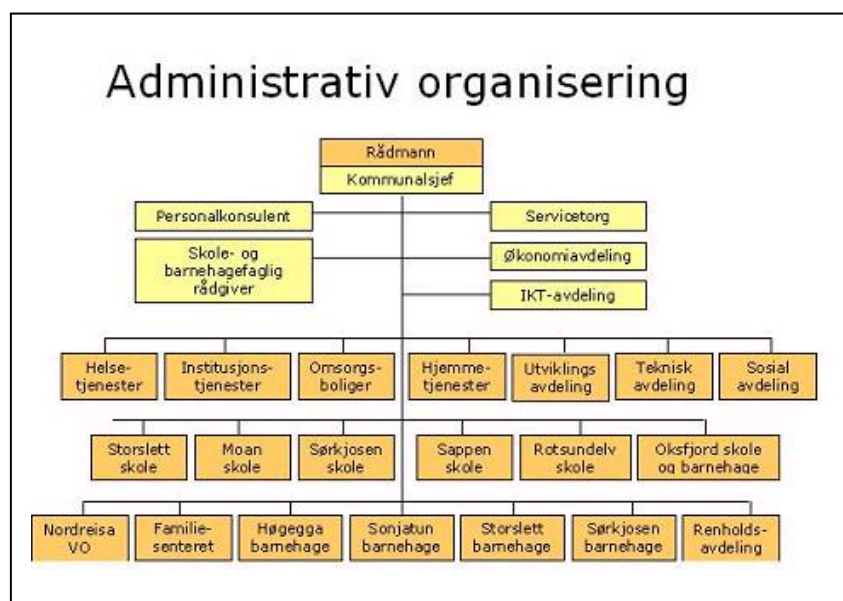 Administrativ organisering
Rådmann
Kommunalsjef
Personalkonsulent
Servicetorg
Skole- og
barnehagefaglig
rådgiver
Økonomiavdeling
IKT-avdeling
Helse-
tjenester
Institusjons-
tjenester
Omsorgs-
boliger
Hjemme-
tjenester
Utviklings
avdeling
Teknisk
avdeling
Sosial
avdeling
Storslett
skole
Moan
skole
Sørkjosen
skole
Sappen
skole
Rotsundelv
skole
Oksfjord skole
og barnehage
Nordreisa
VO
Familie-
senteret
Høgegga
barnehage
Sonjatun
barnehage
Storslett
barnehage
Sørkjosen
barnehage
Renholds-
avdeling